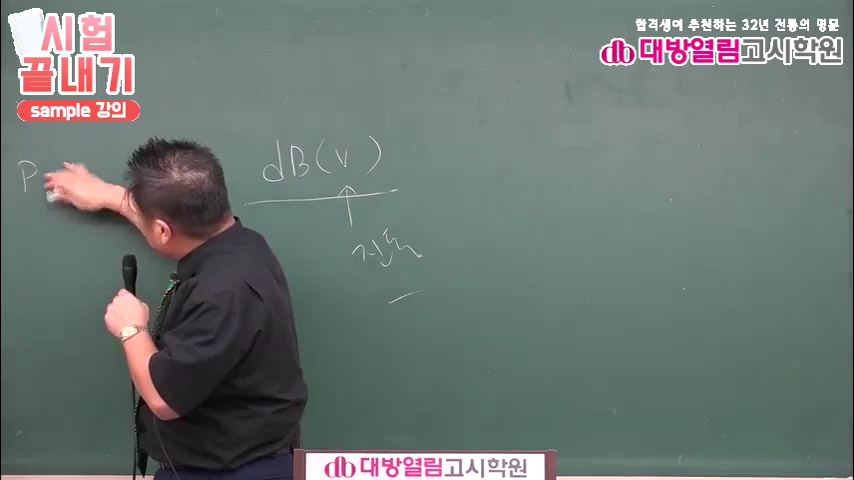 시험
끝내기
sample 강의
합격생이 추천하는 32년 전통의 명문
db 대방열림고시학원
P
dB(V)
진동
db 대방열림고시학원